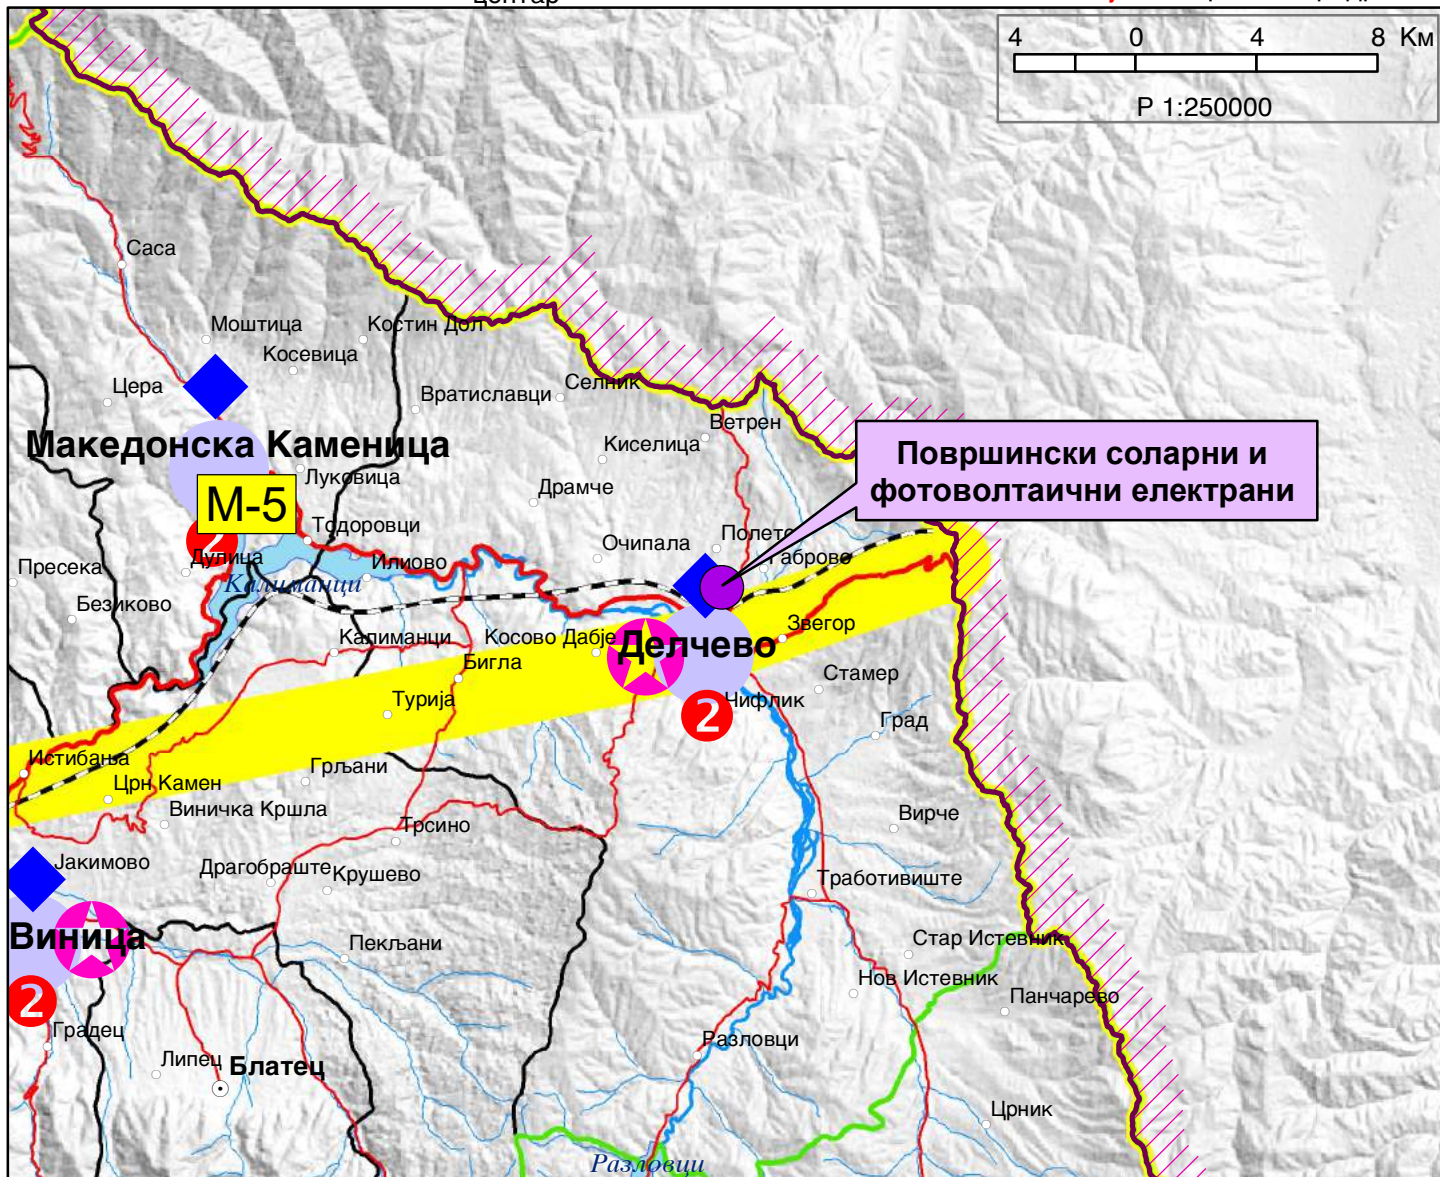 центар
4 0 4 8 Км
Р 1:250000
Саса
Моштица
Костин Дол
Косевица
Цера
Вратиславци
Селник
Ветрен
Македонска Каменица
Киселица
Површински соларни и
фотоволтаични електрани
Луковица
М-5
Драмче
Тодоровци
Полето
2
Очипала
Габрово
Дулица
Илиово
Пресека
Калиманци
Безиково
Звегор
Калиманци
Косово Дабје
Делчево
Бигла
Стамер
Турија
Чифлик
2
Град
Истибања
Грљани
Црн Камен
Виничка Кршла
Вирче
Трсино
Јакимово
Драгобраште
Крушево
Тработивиште
Виница
Пекљани
Стар Истевник
Нов Истевник
Панчарево
2
Градец
Разловци
Липец
Блатец
Црник
Разловци